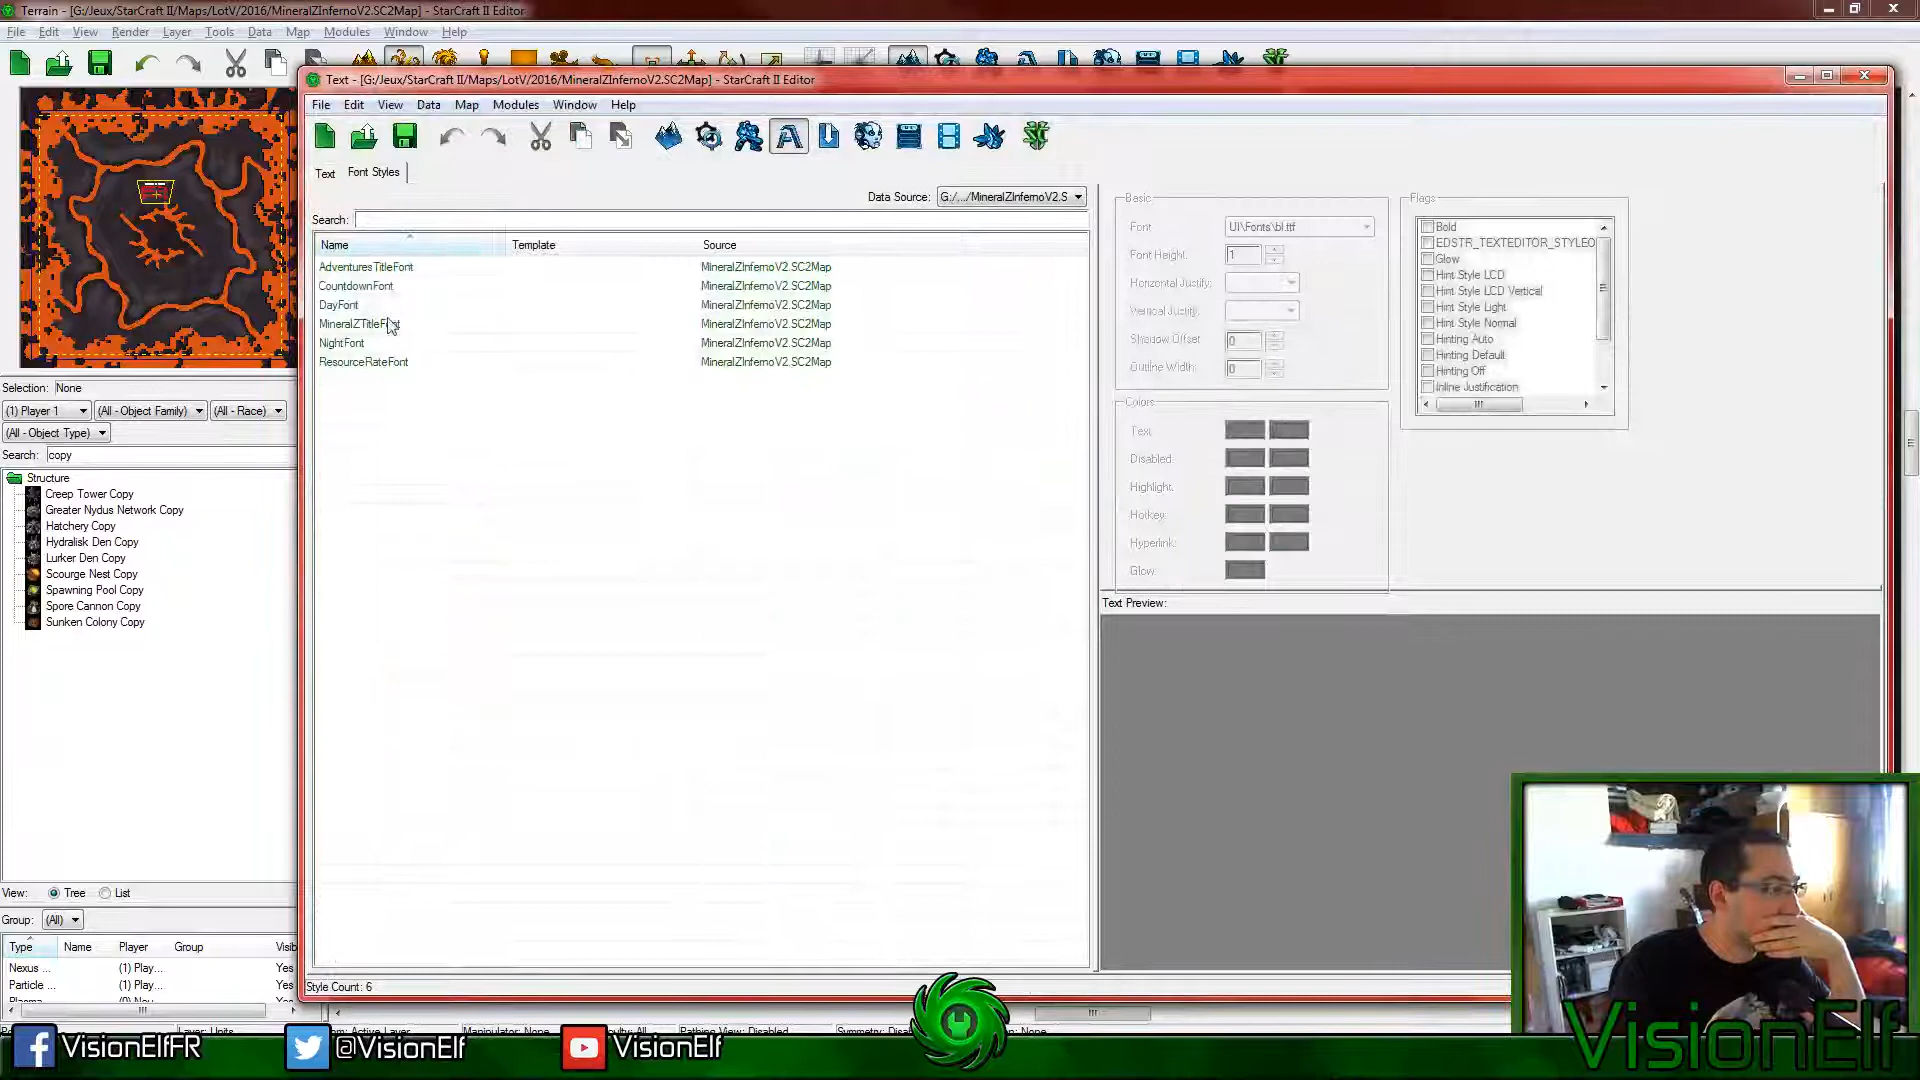 Terrain - [G:/Jeux/StarCraft II/Maps/LotV/2016/MineralZInfernoV2.SC2Map] - StarCraft II Editor
File Edit View Render Layer Tools Data Map Modules Window Help
Text - [G:/Jeux/StarCraft II/Maps/LotV/2016/MineralZInfernoV2.SC2Map] - StarCraft II Editor
File Edit View Data Map Modules Window Help
Text Font Styles
Data Source: G:/.../MineralZInfernoV2.S
Search:
Name Template Source
AdventuresTitleFont MineralZInfernoV2.SC2Map
CountdownFont MineralZInfernoV2.SC2Map
DayFont MineralZInfernoV2.SC2Map
MineralZTitleFont MineralZInfernoV2.SC2Map
NightFont MineralZInfernoV2.SC2Map
ResourceRateFont MineralZInfernoV2.SC2Map
Style Count: 6
Basic
Font UI\Fonts\bl.ttf
Font Height: 1
Horizontal Justify:
Vertical Justify:
Shadow Offset 0
Outline Width: 0
Colors
Text:
Disabled:
Highlight:
Hotkey:
Hyperlink:
Glow:
Flags
Bold
EDSTR_TEXTEDITOR_STYLEO
Glow
Hint Style LCD
Hint Style LCD Vertical
Hint Style Light
Hint Style Normal
Hinting Auto
Hinting Default
Hinting Off
Inline Justification
Text Preview:
Selection: None
(1) Player 1 (All - Object Family) (All - Race)
(All - Object Type)
Search: copy
Structure
Creep Tower Copy
Greater Nydus Network Copy
Hatchery Copy
Hydralisk Den Copy
Lurker Den Copy
Scourge Nest Copy
Spawning Pool Copy
Spore Cannon Copy
Sunken Colony Copy
View: Tree List
Group: (All)
Type Name Player Group Visib
Nexus ... (1) Play... Yes
Particle ... (1) Play... Yes
VisionElfFR @VisionElf VisionElf
VisionElf